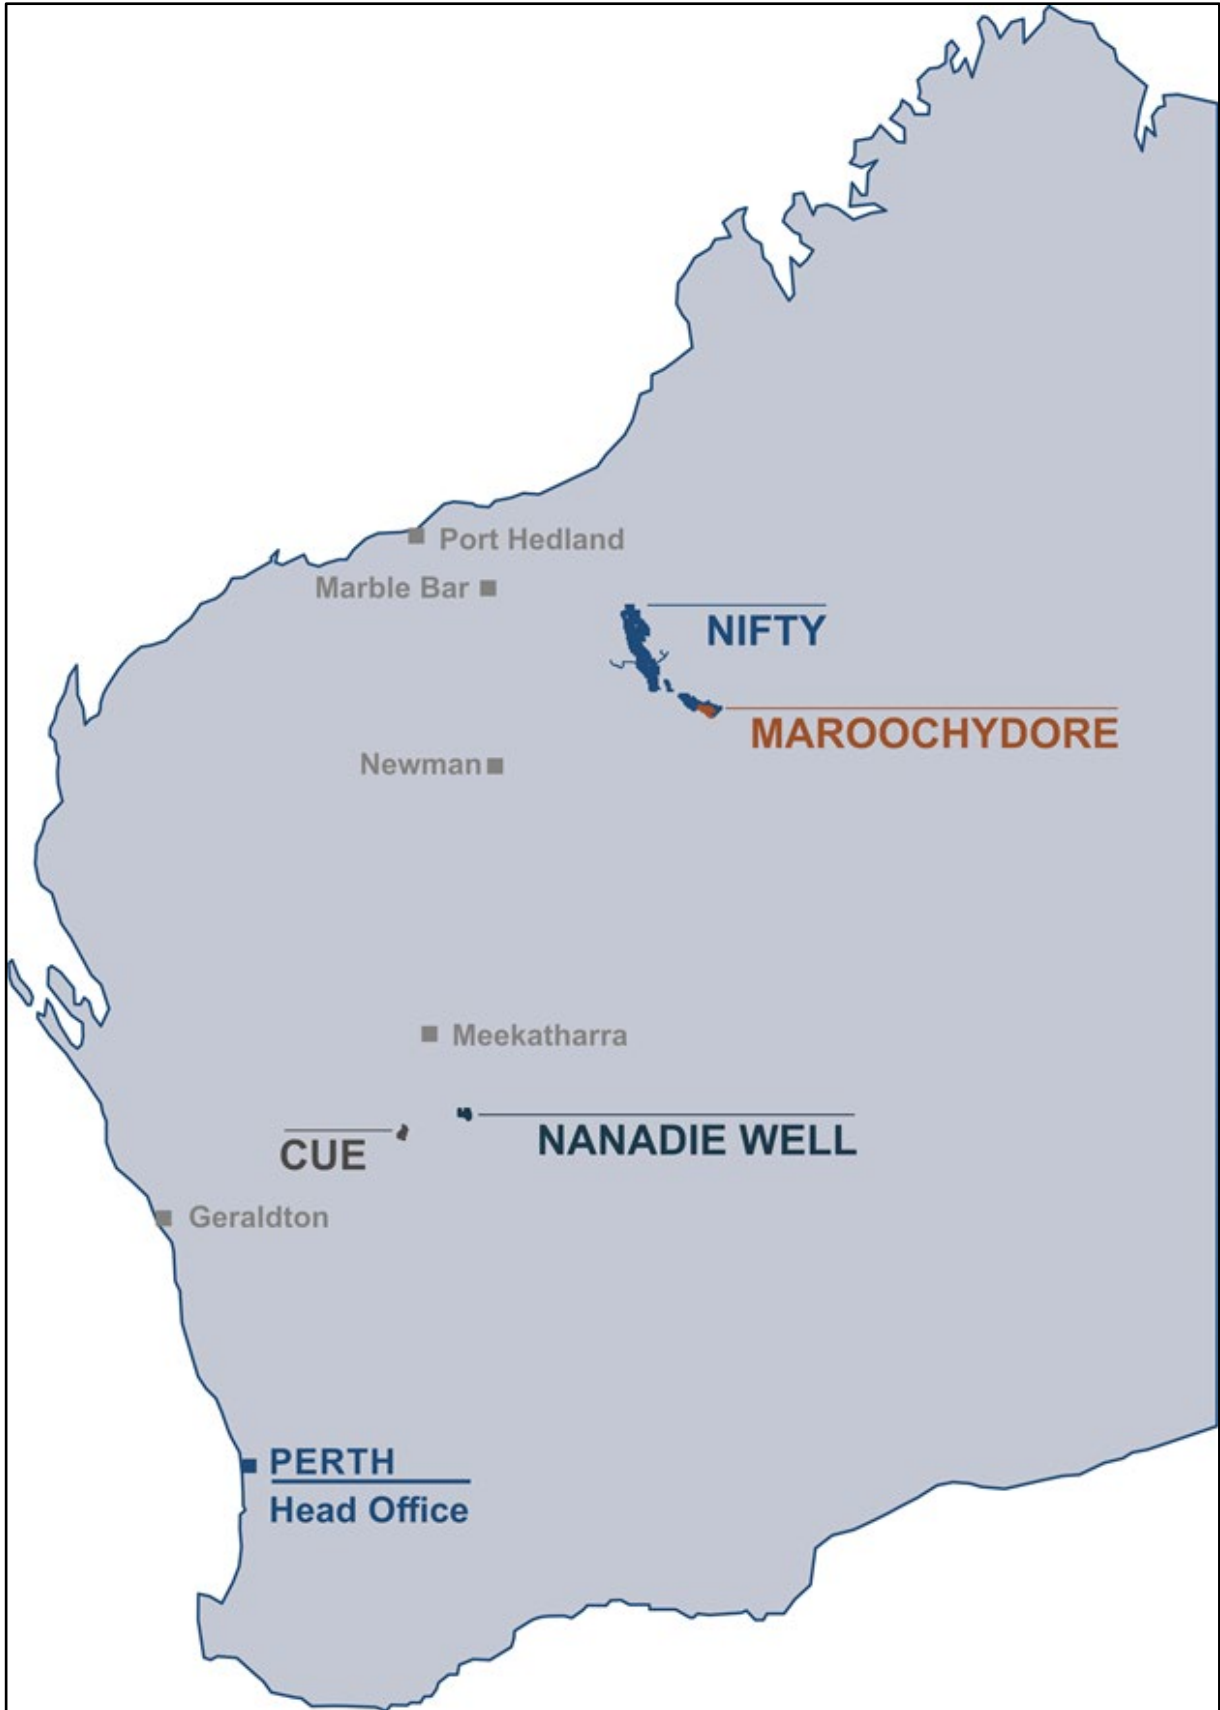 Port Hedland
Marble Bar
NIFTY
MAROOCHYDORE
Newman
Meekatharra
NANADIE WELL
CUE
Geraldton
PERTH
Head Office